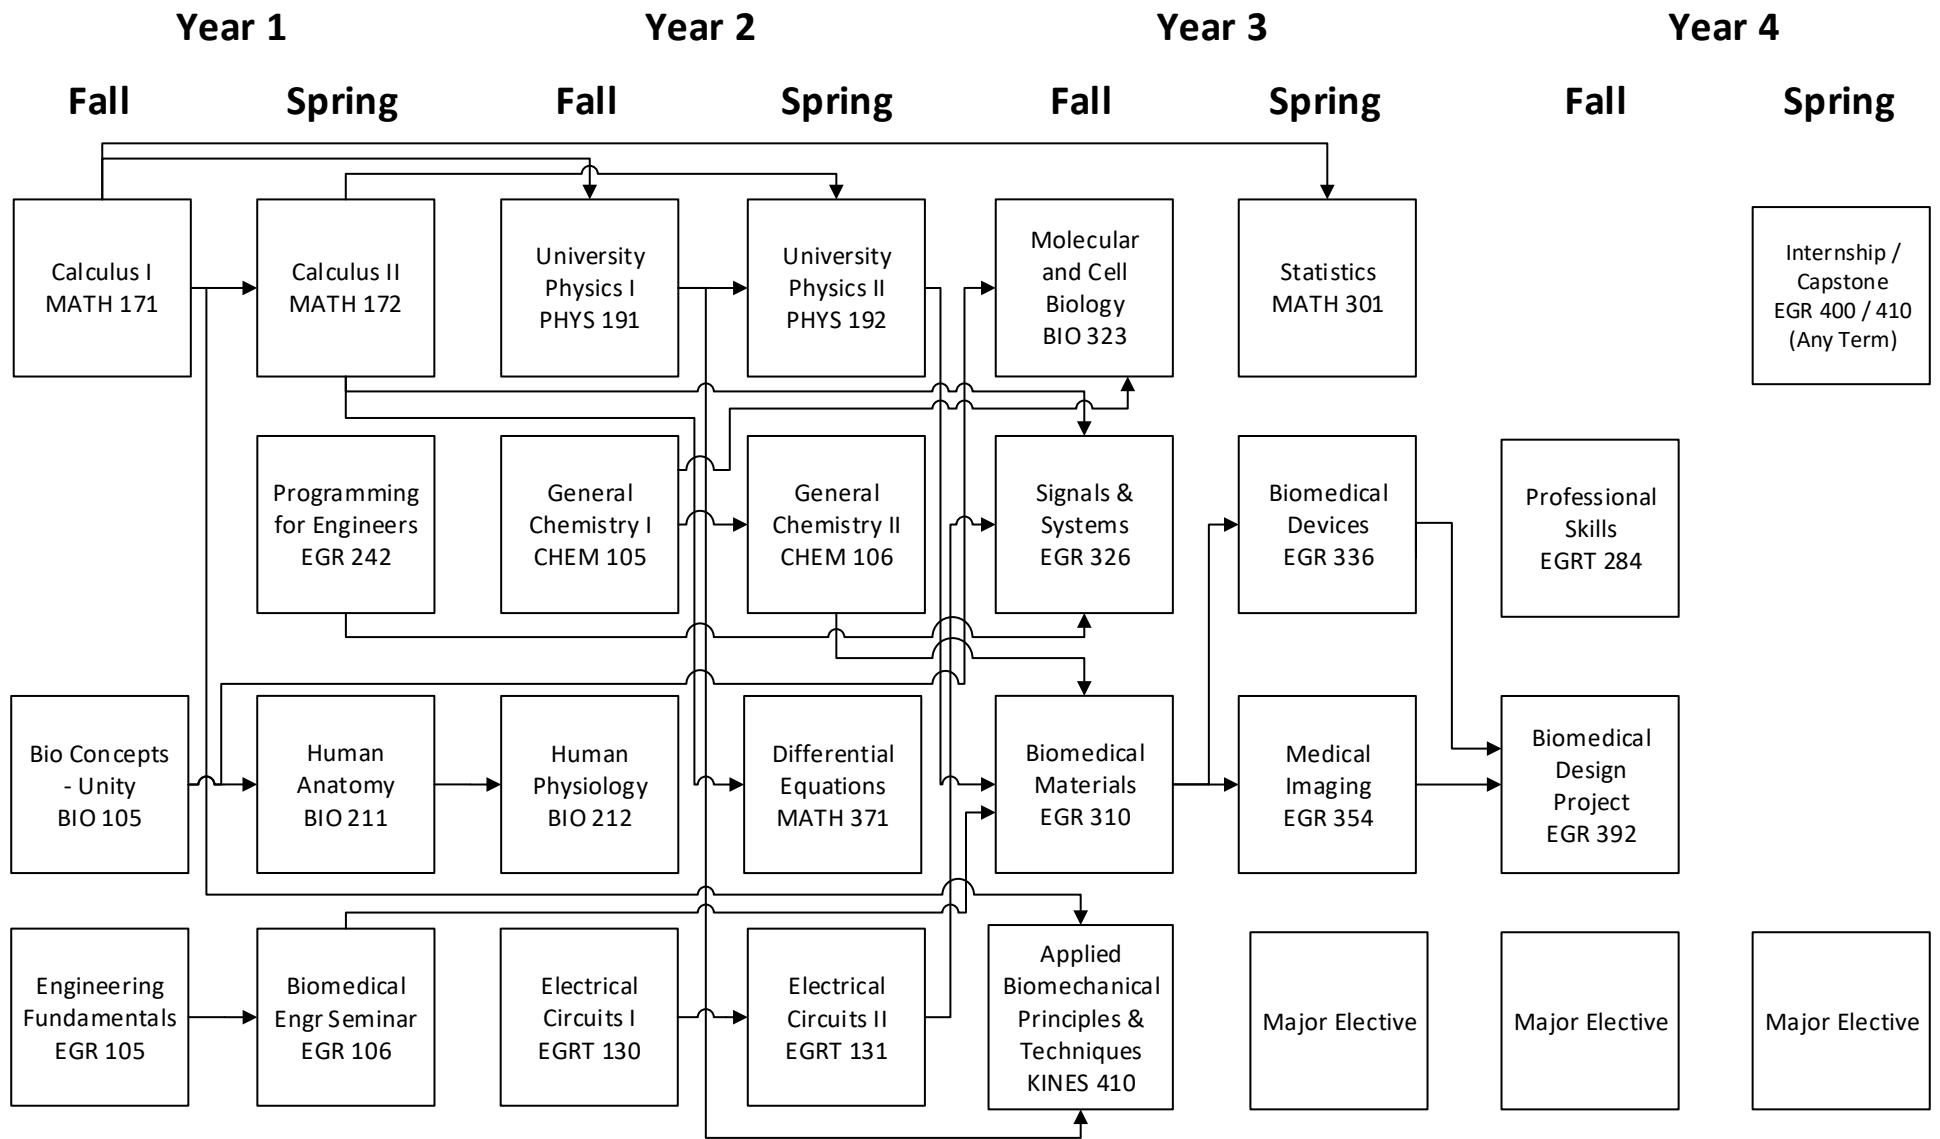 Year 1
Year 2
Year 3
Year 4
Fall
Spring
Fall
Spring
Fall
Spring
Fall
Spring
Calculus I
MATH 171
Calculus II
MATH 172
University
Physics I
PHYS 191
University
Physics II
PHYS 192
Molecular
and Cell
Biology
BIO 323
Statistics
MATH 301
Internship /
Capstone
EGR 400 / 410
(Any Term)
Programming
for Engineers
EGR 242
General
Chemistry I
CHEM 105
General
Chemistry II
CHEM 106
Signals &
Systems
EGR 326
Biomedical
Devices
EGR 336
Professional
Skills
EGRT 284
Bio Concepts
- Unity
BIO 105
Human
Anatomy
BIO 211
Human
Physiology
BIO 212
Differential
Equations
MATH 371
Biomedical
Materials
EGR 310
Medical
Imaging
EGR 354
Biomedical
Design
Project
EGR 392
Engineering
Fundamentals
EGR 105
Biomedical
Engr Seminar
EGR 106
Electrical
Circuits I
EGRT 130
Electrical
Circuits II
EGRT 131
Applied
Biomechanical
Principles &
Techniques
KINES 410
Major Elective
Major Elective
Major Elective